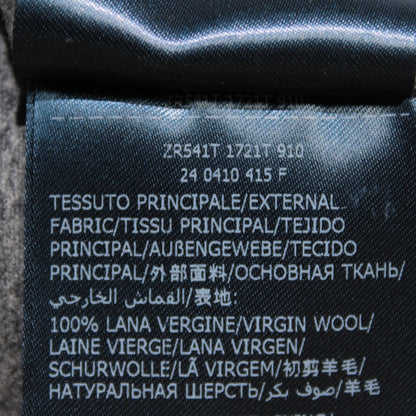 ZR541T 1721T 910
24 0410 415 F
TESSUTO PRINCIPALE/EXTERNAL
FABRIC/TISSU PRINCIPAL/TEJIDO
PRINCIPAL/AUßENGEWEBE/TECIDO
PRINCIPAL/外部面料/ОСНОВНАЯ ТКАНЬ/
القماش الخارجي/表地:
100% LANA VERGINE/VIRGIN WOOL/
LAINE VIERGE/LANA VIRGEN/
SCHURWOLLE/LÃ VIRGEM/初剪羊毛/
НАТУРАЛЬНАЯ ШЕРСТЬ/صوف بكر/羊毛